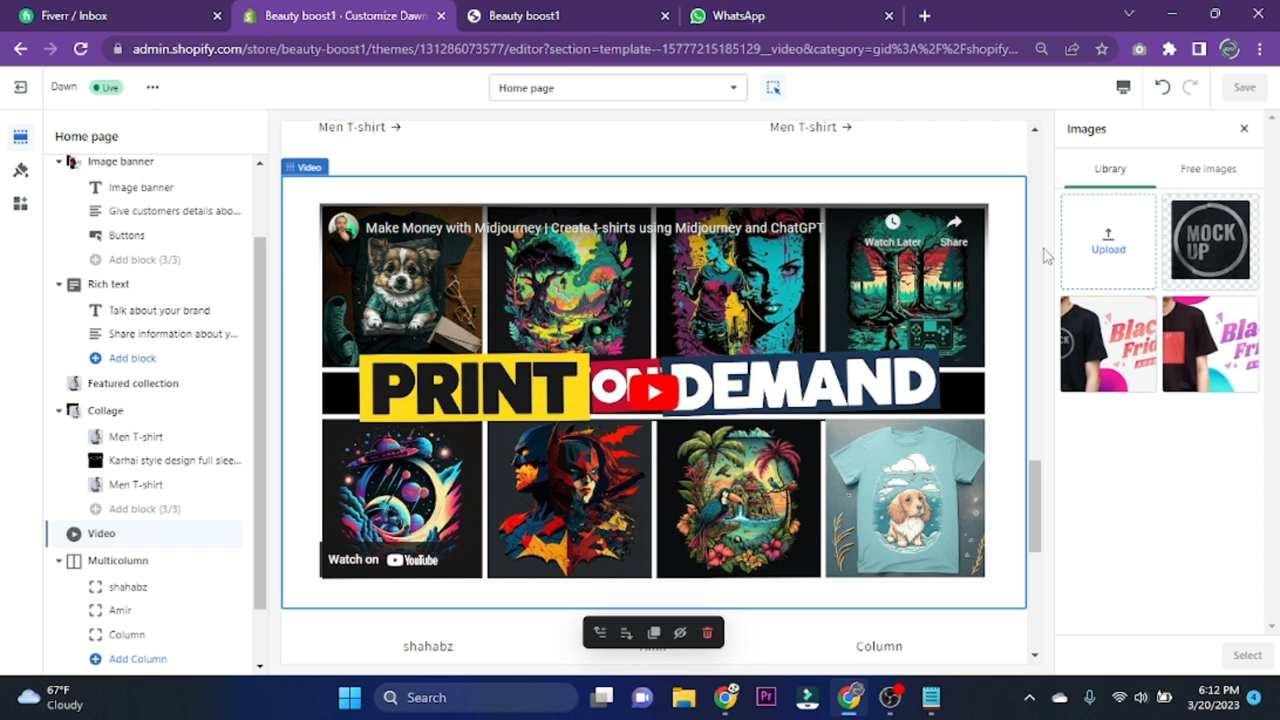 Fiverr / Inbox
Beauty boost1 · Customize Dawn
Beauty boost1
WhatsApp
admin.shopify.com/store/beauty-boost1/themes/131286073577/editor?section=template--15777215185129__video&category=gid%3A%2F%2Fshopify...
Dawn
Live
Home page
Save
Home page
Image banner
Image banner
Give customers details abo...
Buttons
Add block (3/3)
Rich text
Talk about your brand
Share information about y...
Add block
Featured collection
Collage
Men T-shirt
Karhai style design full slee...
Men T-shirt
Add block (3/3)
Video
Multicolumn
shahabz
Amir
Column
Add Column
Men T-shirt →
Men T-shirt →
Video
Make Money with Midjourney | Create t-shirts using Midjourney and ChatGPT
Watch Later
Share
PRINT ON DEMAND
Watch on YouTube
shahabz
Column
Images
Library
Free images
Upload
MOCK
UP
Select
67°F
Cloudy
Search
Pr
6:12 PM
3/20/2023
4